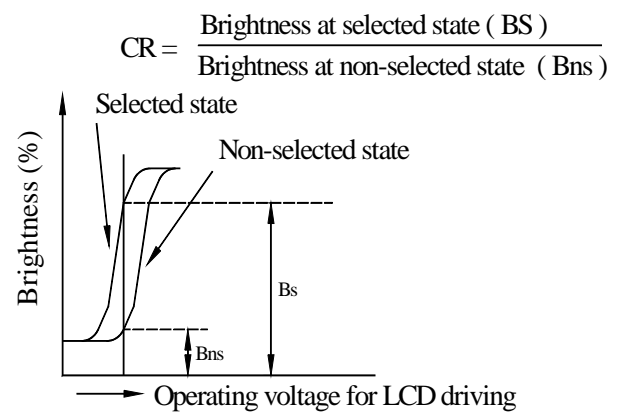 CR = Brightness at selected state ( BS )
Brightness at non-selected state ( Bns )
Selected state
Non-selected state
Brightness (%)
Bs
Bns
Operating voltage for LCD driving